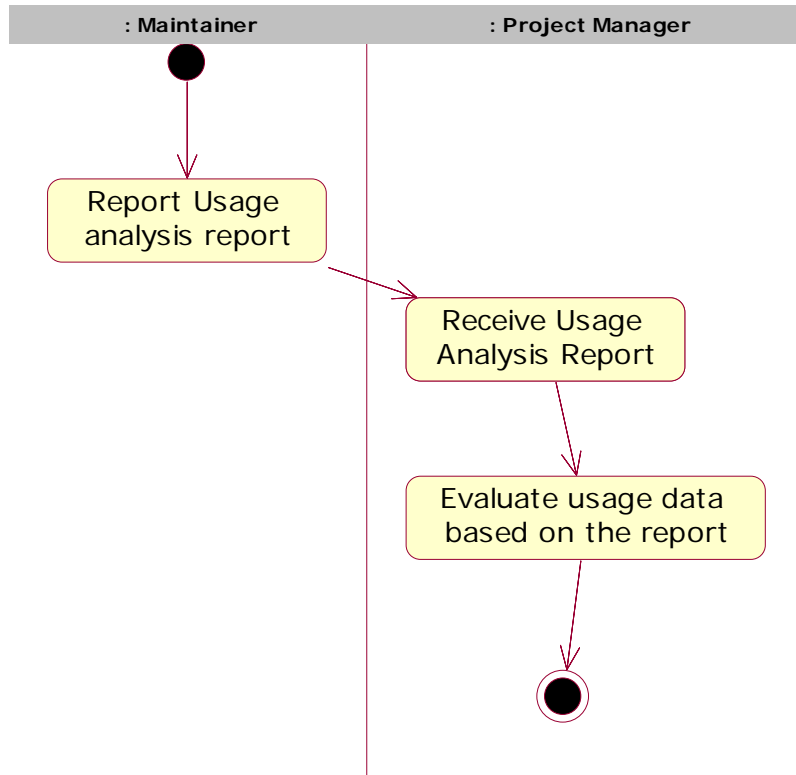 : Maintainer
: Project Manager
Report Usage
analysis report
Receive Usage
Analysis Report
Evaluate usage data
based on the report